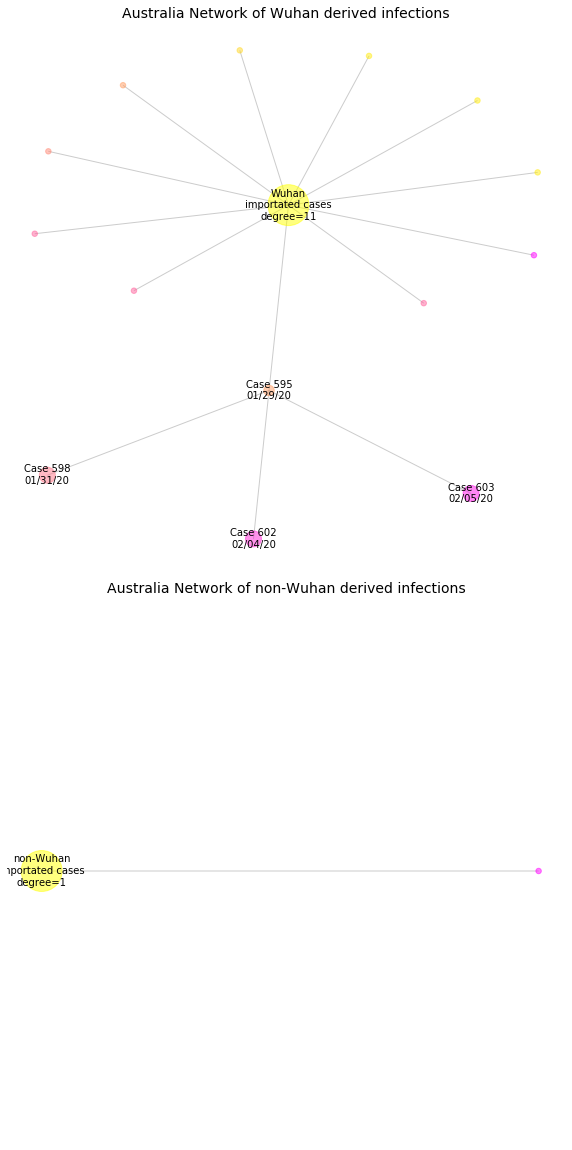 Australia Network of Wuhan derived infections
Wuhan
importated cases
degree=11
Case 595
01/29/20
Case 598
01/31/20
Case 603
02/05/20
Case 602
02/04/20
Australia Network of non-Wuhan derived infections
non-Wuhan
nportated cases
degree=1